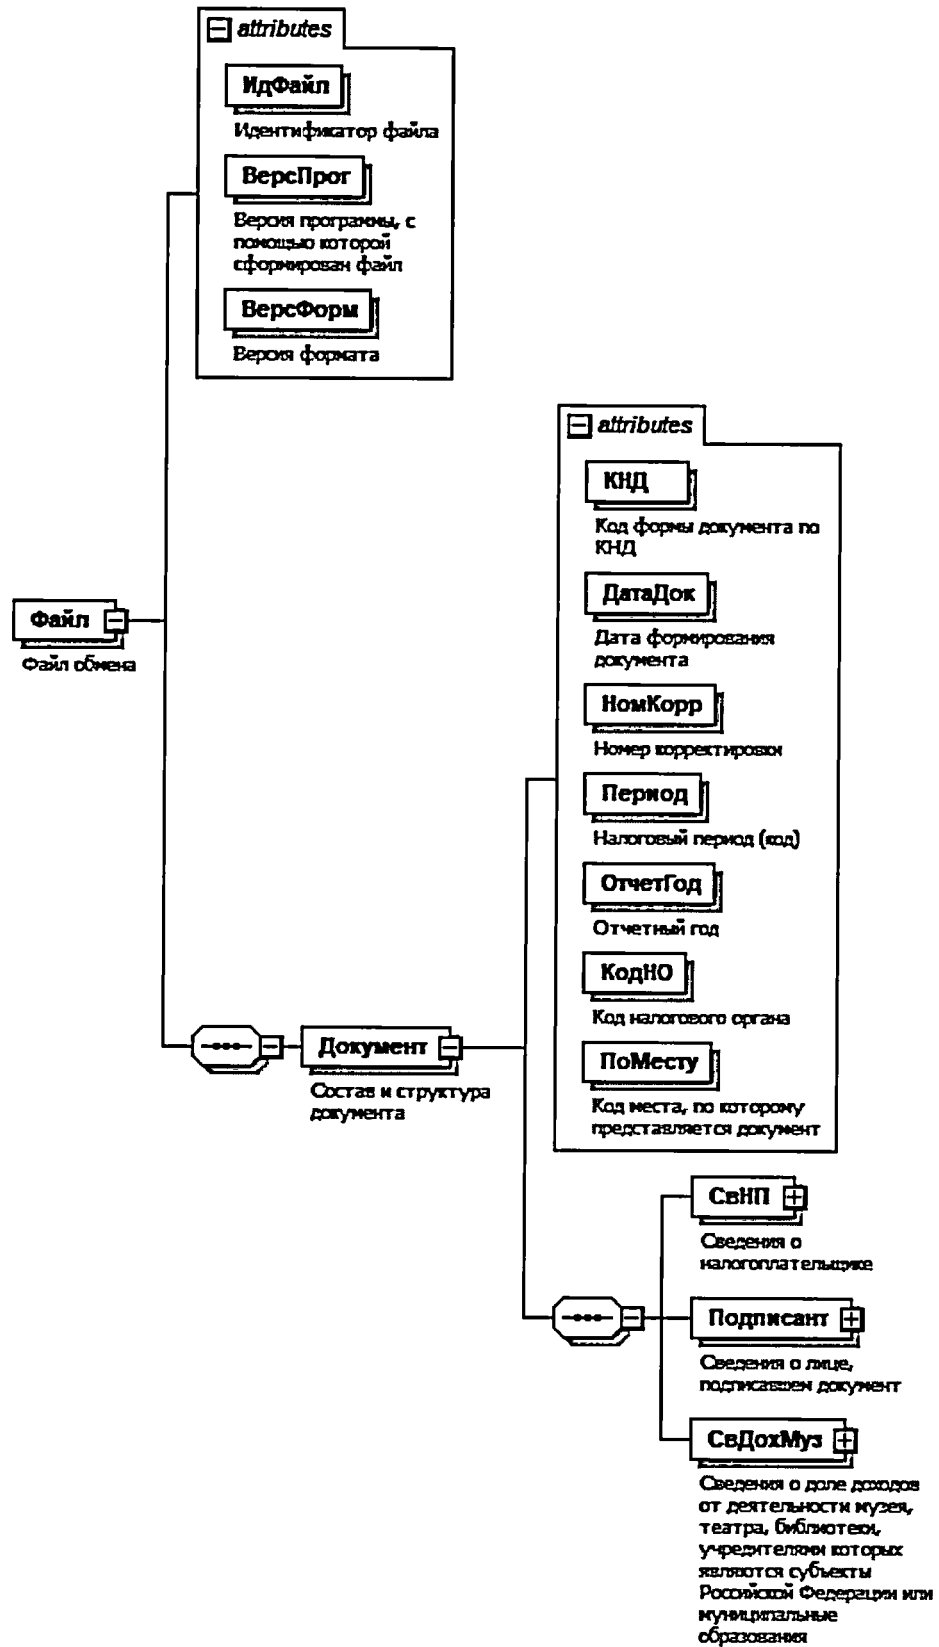 attributes
ИдФайл
Идентификатор файла
ВерсПрог
Версия программы, с
помощью которой
сформирован файл
ВерсФорм
Версия формата
Файл
Файл обмена
Документ
Состав и структура
документа
attributes
КНД
Код формы документа по
КНД
ДатаДок
Дата формирования
документа
НомКорр
Номер корректировки
Период
Налоговый период (код)
ОтчетГод
Отчетный год
КодНО
Код налогового органа
ПоМесту
Код места, по которому
представляется документ
СвНП
Сведения о
налогоплательщике
Подписант
Сведения о лице,
подписавшем документ
СвДохМуз
Сведения о доле доходов
от деятельности музея,
театра, библиотеки,
учредителями которых
являются субъекты
Российской Федерации или
муниципальные
образования